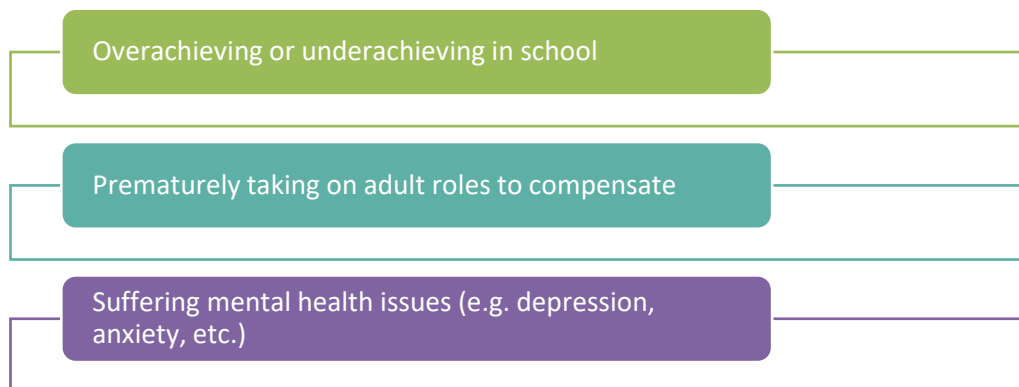 Overachieving or underachieving in school
Prematurely taking on adult roles to compensate
Suffering mental health issues (e.g. depression,
anxiety, etc.)